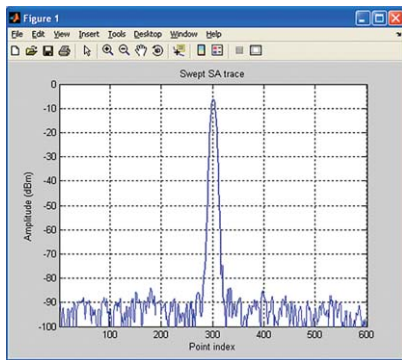 Figure 1
File Edit View Insert Tools Desktop Window Help
Swept SA trace
Amplitude (dBm)
0
-10
-20
-30
-40
-50
-60
-70
-80
-90
-100
100 200 300 400 500 600
Point index